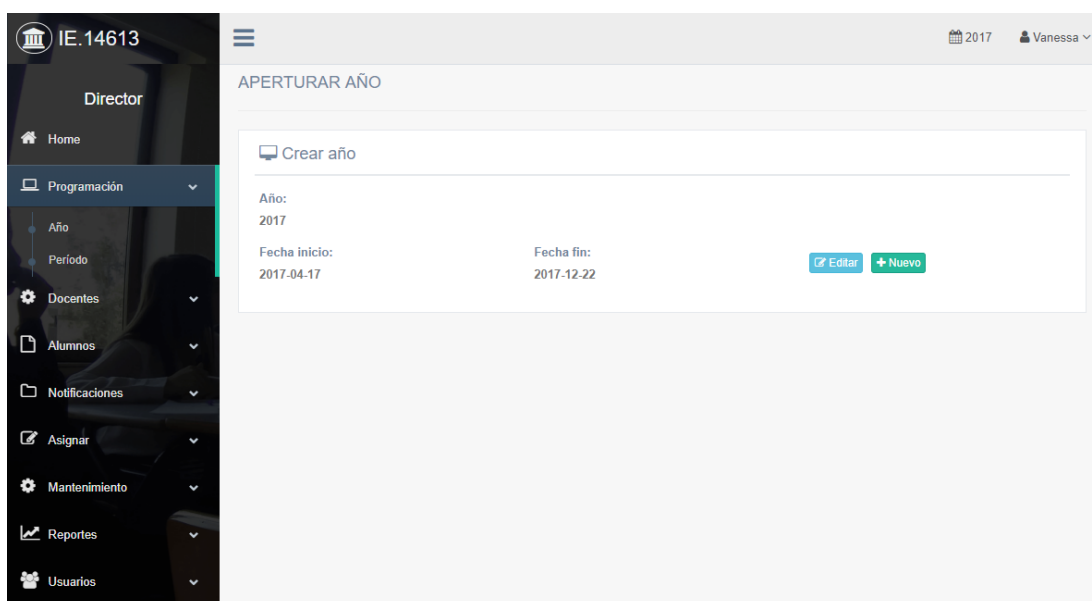 IE.14613
2017
Vanessa
Director
Home
Programación
Año
Período
Docentes
Alumnos
Notificaciones
Asignar
Mantenimiento
Reportes
Usuarios
APERTURAR AÑO
Crear año
Año:
2017
Fecha inicio: Fecha fin:
2017-04-17 2017-12-22
Editar Nuevo